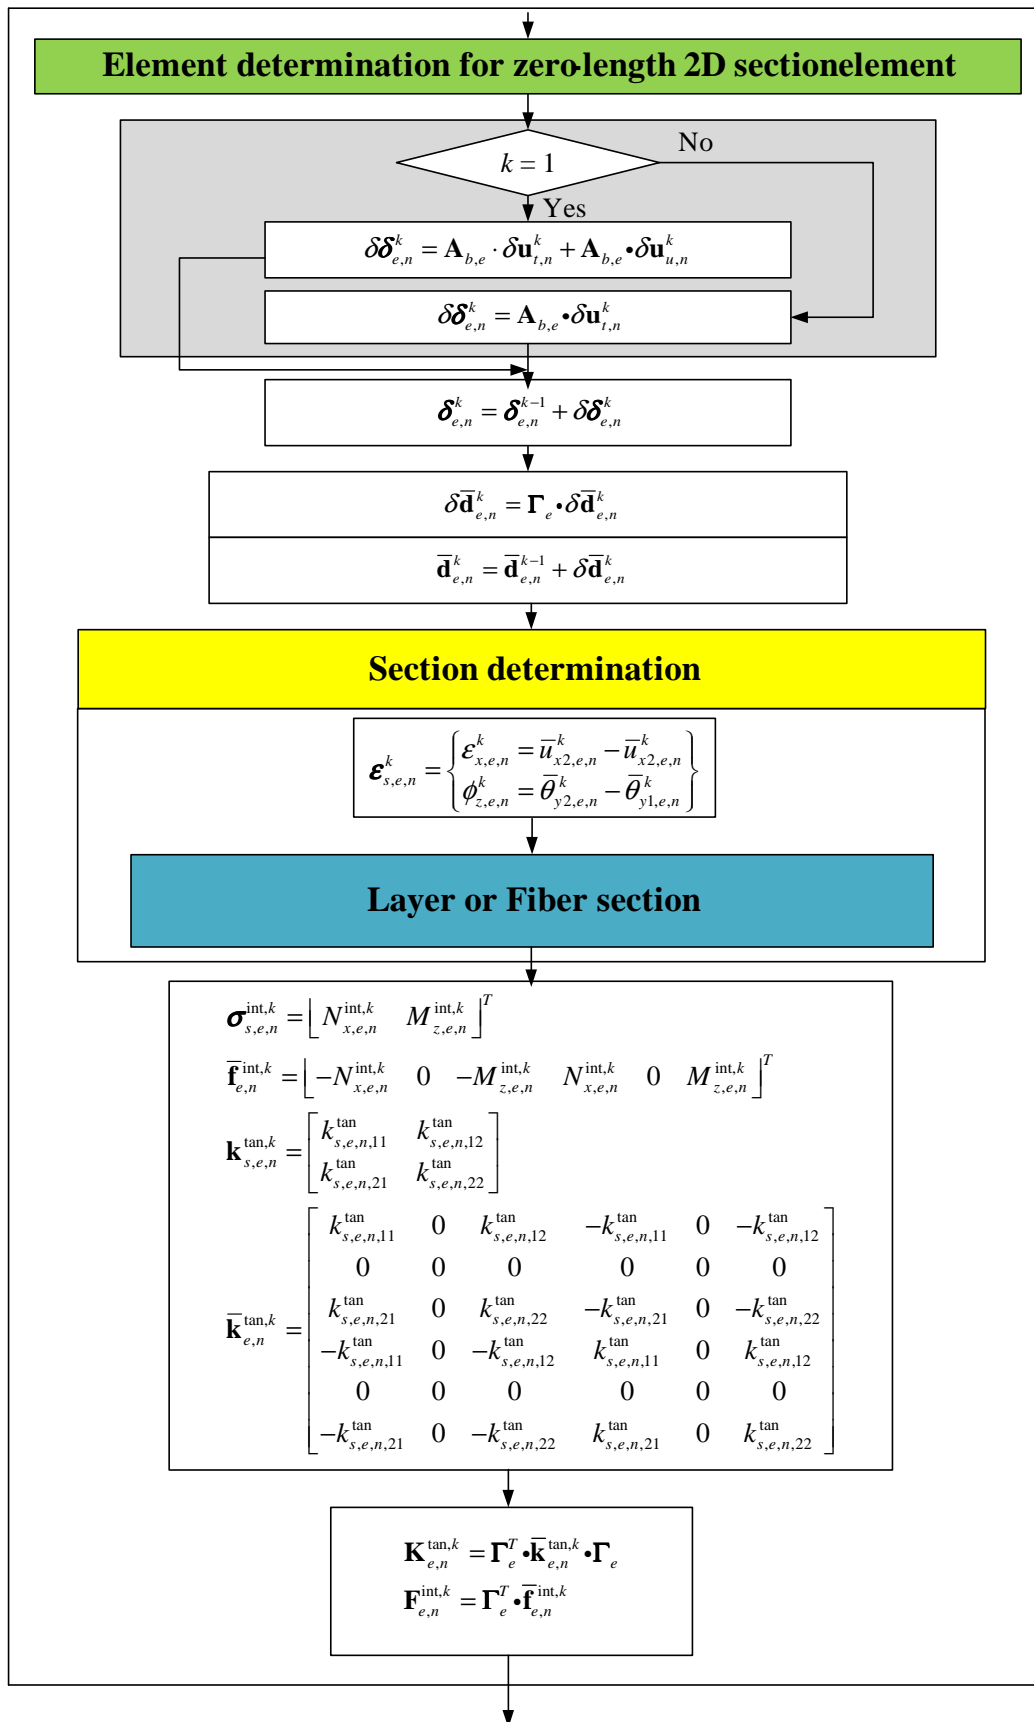 Element determination for zero-length 2D sectionelement
k = 1
No
Yes
δ𝜹^k_{e,n} = 𝐀_{b,e} · δ𝐮^k_{t,n} + 𝐀_{b,e} • δ𝐮^k_{u,n}
δ𝜹^k_{e,n} = 𝐀_{b,e} • δ𝐮^k_{t,n}
𝜹^k_{e,n} = 𝜹^{k−1}_{e,n} + δ𝜹^k_{e,n}
δ𝐝̅^k_{e,n} = 𝚪_e • δ𝐝̅^k_{e,n}
𝐝̅^k_{e,n} = 𝐝̅^{k−1}_{e,n} + δ𝐝̅^k_{e,n}
Section determination
𝛆^k_{s,e,n} = { ε^k_{x,e,n} = u̅^k_{x2,e,n} − u̅^k_{x2,e,n}
ϕ^k_{z,e,n} = θ̅^k_{y2,e,n} − θ̅^k_{y1,e,n} }
Layer or Fiber section
𝛔^{int,k}_{s,e,n} = ⌊ N^{int,k}_{x,e,n} M^{int,k}_{z,e,n} ⌋^T
𝐟̅^{int,k}_{e,n} = ⌊ −N^{int,k}_{x,e,n} 0 −M^{int,k}_{z,e,n} N^{int,k}_{x,e,n} 0 M^{int,k}_{z,e,n} ⌋^T
𝐤^{tan,k}_{s,e,n} = [ k^{tan}_{s,e,n,11} k^{tan}_{s,e,n,12}
k^{tan}_{s,e,n,21} k^{tan}_{s,e,n,22} ]
𝐤̅^{tan,k}_{e,n} = [ k^{tan}_{s,e,n,11} 0 k^{tan}_{s,e,n,12} −k^{tan}_{s,e,n,11} 0 −k^{tan}_{s,e,n,12}
0 0 0 0 0 0
k^{tan}_{s,e,n,21} 0 k^{tan}_{s,e,n,22} −k^{tan}_{s,e,n,21} 0 −k^{tan}_{s,e,n,22}
−k^{tan}_{s,e,n,11} 0 −k^{tan}_{s,e,n,12} k^{tan}_{s,e,n,11} 0 k^{tan}_{s,e,n,12}
0 0 0 0 0 0
−k^{tan}_{s,e,n,21} 0 −k^{tan}_{s,e,n,22} k^{tan}_{s,e,n,21} 0 k^{tan}_{s,e,n,22} ]
𝐊^{tan,k}_{e,n} = 𝚪^T_e • 𝐤̅^{tan,k}_{e,n} • 𝚪_e
𝐅^{int,k}_{e,n} = 𝚪^T_e • 𝐟̅^{int,k}_{e,n}